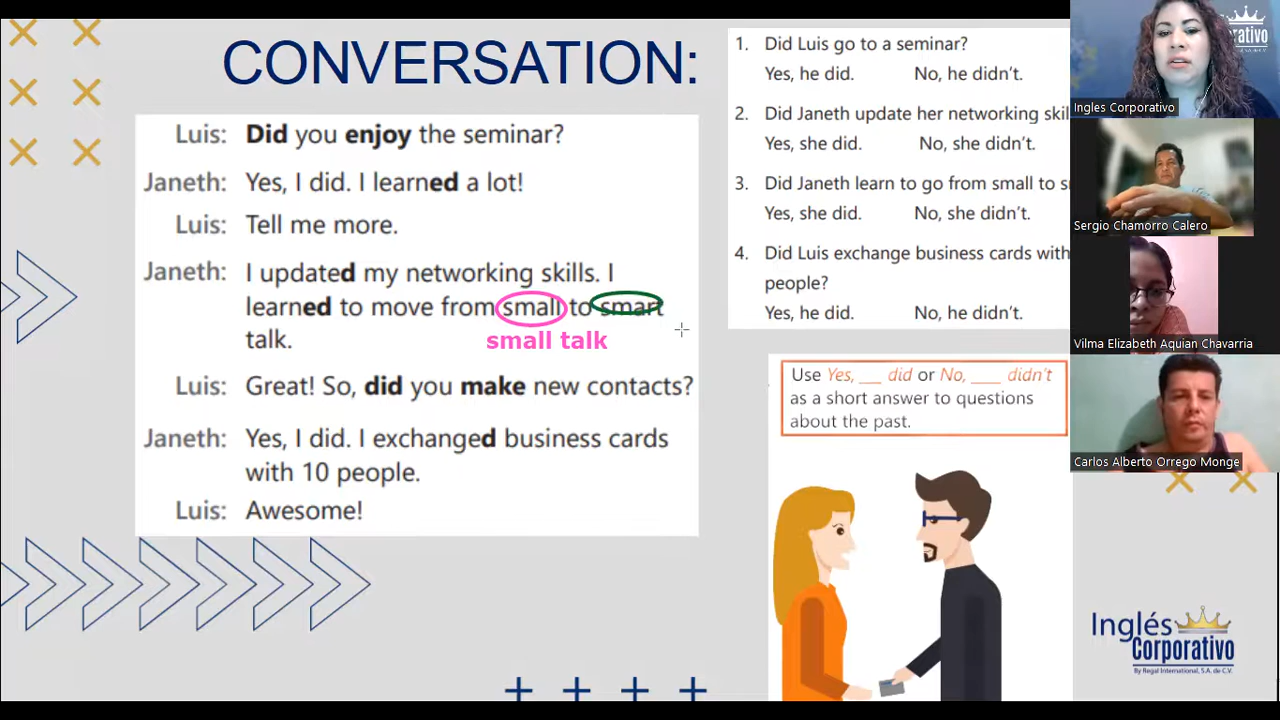 CONVERSATION:
Luis: Did you enjoy the seminar?
Janeth: Yes, I did. I learned a lot!
Luis: Tell me more.
Janeth: I updated my networking skills. I
learned to move from small to smart
talk.
small talk
Luis: Great! So, did you make new contacts?
Janeth: Yes, I did. I exchanged business cards
with 10 people.
Luis: Awesome!
1. Did Luis go to a seminar?
Yes, he did. No, he didn't.
2. Did Janeth update her networking
Yes, she did. No, she didn't.
3. Did Janeth learn to go from small to
Yes, she did. No, she didn't.
4. Did Luis exchange business cards with
people?
Yes, he did. No, he didn't.
Use Yes, ___ did or No, ____ didn't
as a short answer to questions
about the past.
Ingles Corporativo
Sergio Chamorro Calero
Vilma Elizabeth Aquian Chavarria
Carlos Alberto Orrego Monge
Inglés
Corporativo
By Regal International, S.A. de C.V.